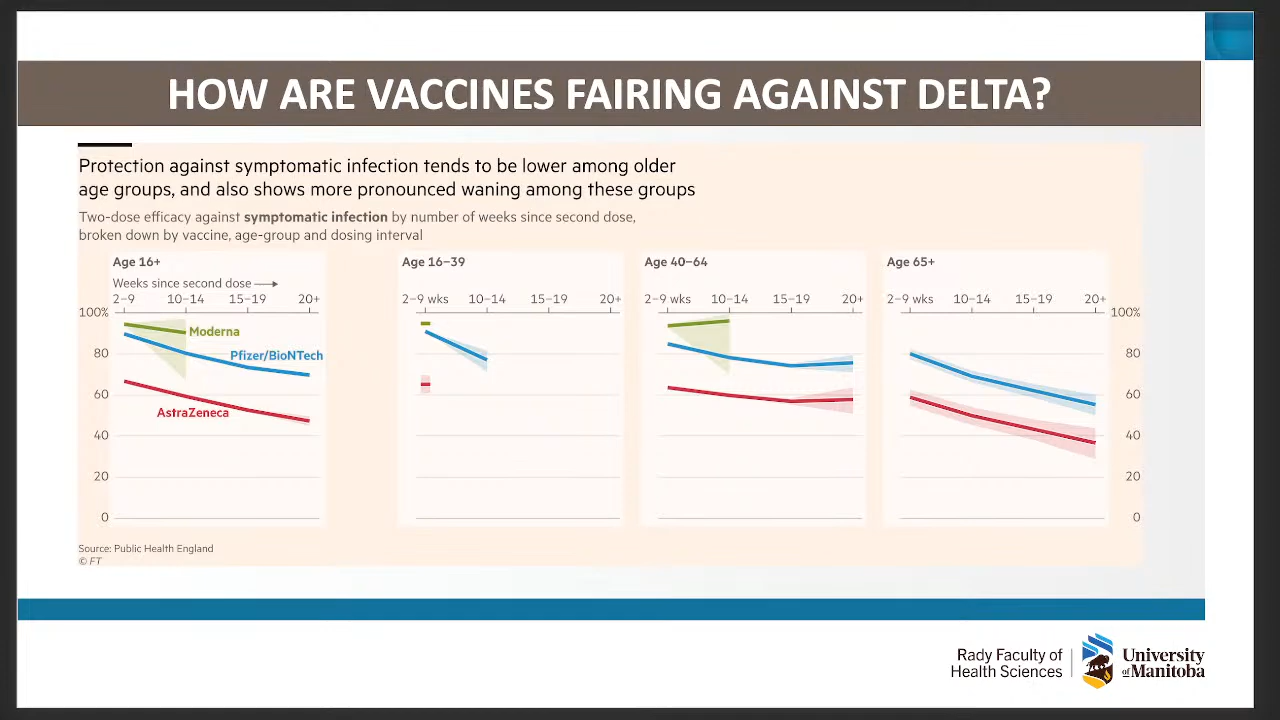 HOW ARE VACCINES FAIRING AGAINST DELTA?
Protection against symptomatic infection tends to be lower among older
age groups, and also shows more pronounced waning among these groups
Two-dose efficacy against symptomatic infection by number of weeks since second dose,
broken down by vaccine, age-group and dosing interval
Age 16+
Weeks since second dose
2–9 10–14 15–19 20+
100%
80
60
40
20
0
Moderna
Pfizer/BioNTech
AstraZeneca
Age 16–39
2–9 wks 10–14 15–19 20+
Age 40–64
2–9 wks 10–14 15–19 20+
Age 65+
2–9 wks 10–14 15–19 20+
100%
80
60
40
20
0
Source: Public Health England
© FT
Rady Faculty of
Health Sciences
University
of Manitoba